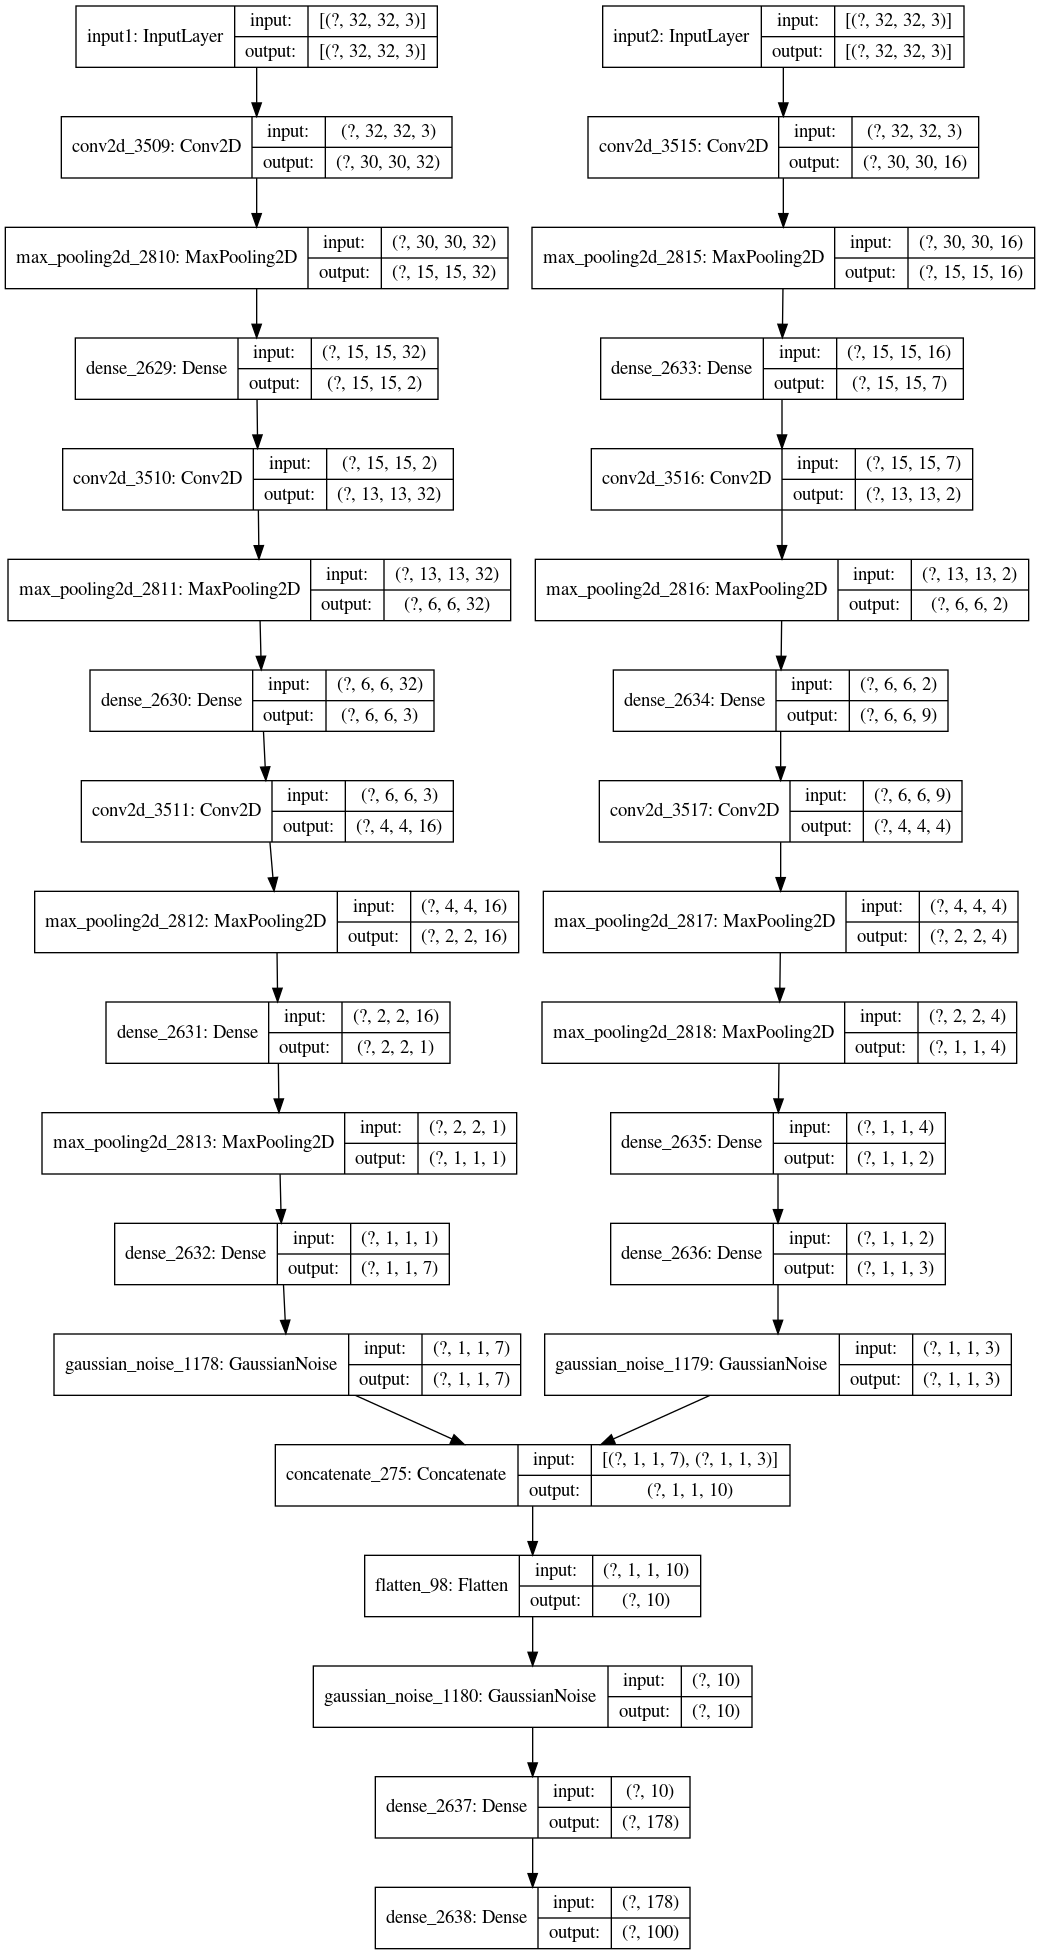 input1: InputLayer
input: [(?, 32, 32, 3)]
output: [(?, 32, 32, 3)]
conv2d_3509: Conv2D
input: (?, 32, 32, 3)
output: (?, 30, 30, 32)
max_pooling2d_2810: MaxPooling2D
input: (?, 30, 30, 32)
output: (?, 15, 15, 32)
dense_2629: Dense
input: (?, 15, 15, 32)
output: (?, 15, 15, 2)
conv2d_3510: Conv2D
input: (?, 15, 15, 2)
output: (?, 13, 13, 32)
max_pooling2d_2811: MaxPooling2D
input: (?, 13, 13, 32)
output: (?, 6, 6, 32)
dense_2630: Dense
input: (?, 6, 6, 32)
output: (?, 6, 6, 3)
conv2d_3511: Conv2D
input: (?, 6, 6, 3)
output: (?, 4, 4, 16)
max_pooling2d_2812: MaxPooling2D
input: (?, 4, 4, 16)
output: (?, 2, 2, 16)
dense_2631: Dense
input: (?, 2, 2, 16)
output: (?, 2, 2, 1)
max_pooling2d_2813: MaxPooling2D
input: (?, 2, 2, 1)
output: (?, 1, 1, 1)
dense_2632: Dense
input: (?, 1, 1, 1)
output: (?, 1, 1, 7)
gaussian_noise_1178: GaussianNoise
input: (?, 1, 1, 7)
output: (?, 1, 1, 7)
input2: InputLayer
input: [(?, 32, 32, 3)]
output: [(?, 32, 32, 3)]
conv2d_3515: Conv2D
input: (?, 32, 32, 3)
output: (?, 30, 30, 16)
max_pooling2d_2815: MaxPooling2D
input: (?, 30, 30, 16)
output: (?, 15, 15, 16)
dense_2633: Dense
input: (?, 15, 15, 16)
output: (?, 15, 15, 7)
conv2d_3516: Conv2D
input: (?, 15, 15, 7)
output: (?, 13, 13, 2)
max_pooling2d_2816: MaxPooling2D
input: (?, 13, 13, 2)
output: (?, 6, 6, 2)
dense_2634: Dense
input: (?, 6, 6, 2)
output: (?, 6, 6, 9)
conv2d_3517: Conv2D
input: (?, 6, 6, 9)
output: (?, 4, 4, 4)
max_pooling2d_2817: MaxPooling2D
input: (?, 4, 4, 4)
output: (?, 2, 2, 4)
max_pooling2d_2818: MaxPooling2D
input: (?, 2, 2, 4)
output: (?, 1, 1, 4)
dense_2635: Dense
input: (?, 1, 1, 4)
output: (?, 1, 1, 2)
dense_2636: Dense
input: (?, 1, 1, 2)
output: (?, 1, 1, 3)
gaussian_noise_1179: GaussianNoise
input: (?, 1, 1, 3)
output: (?, 1, 1, 3)
concatenate_275: Concatenate
input: [(?, 1, 1, 7), (?, 1, 1, 3)]
output: (?, 1, 1, 10)
flatten_98: Flatten
input: (?, 1, 1, 10)
output: (?, 10)
gaussian_noise_1180: GaussianNoise
input: (?, 10)
output: (?, 10)
dense_2637: Dense
input: (?, 10)
output: (?, 178)
dense_2638: Dense
input: (?, 178)
output: (?, 100)